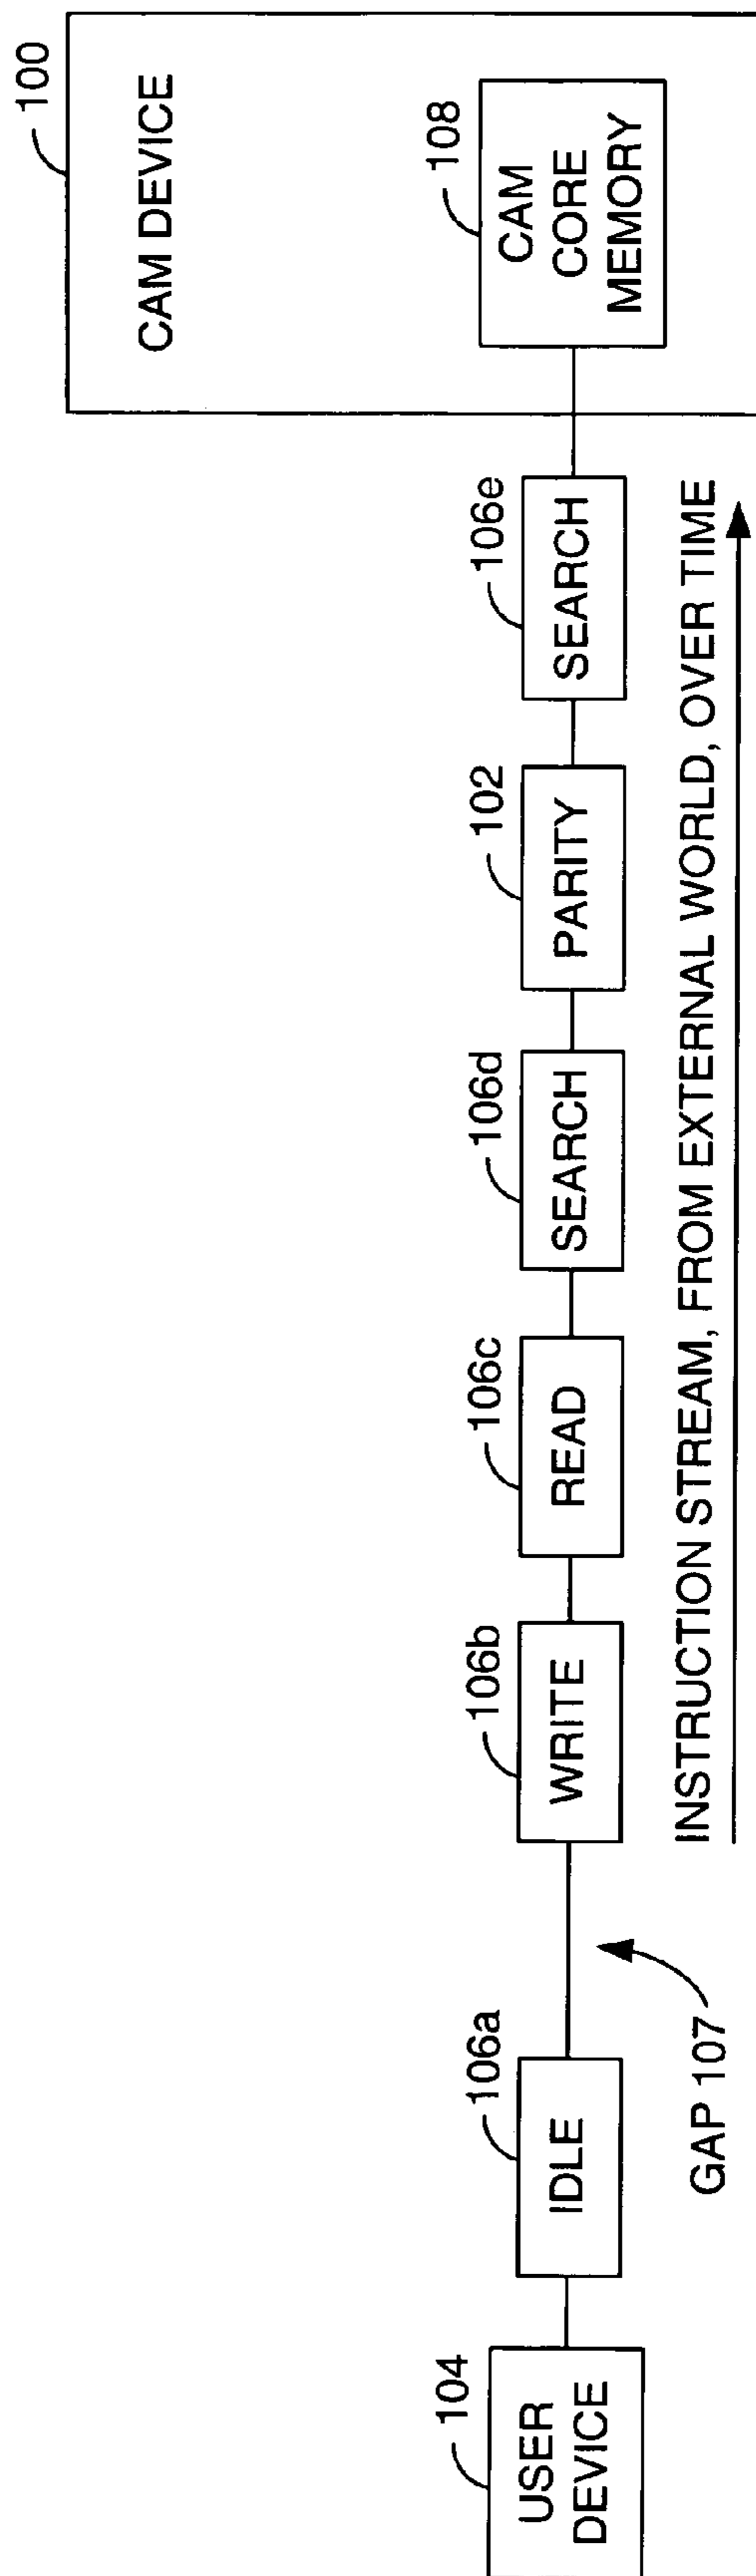 100
CAM DEVICE
108
CAM
CORE
MEMORY
106e
SEARCH
102
PARITY
106d
SEARCH
106c
READ
106b
WRITE
106a
IDLE
104
USER
DEVICE
GAP 107
INSTRUCTION STREAM, FROM EXTERNAL WORLD, OVER TIME